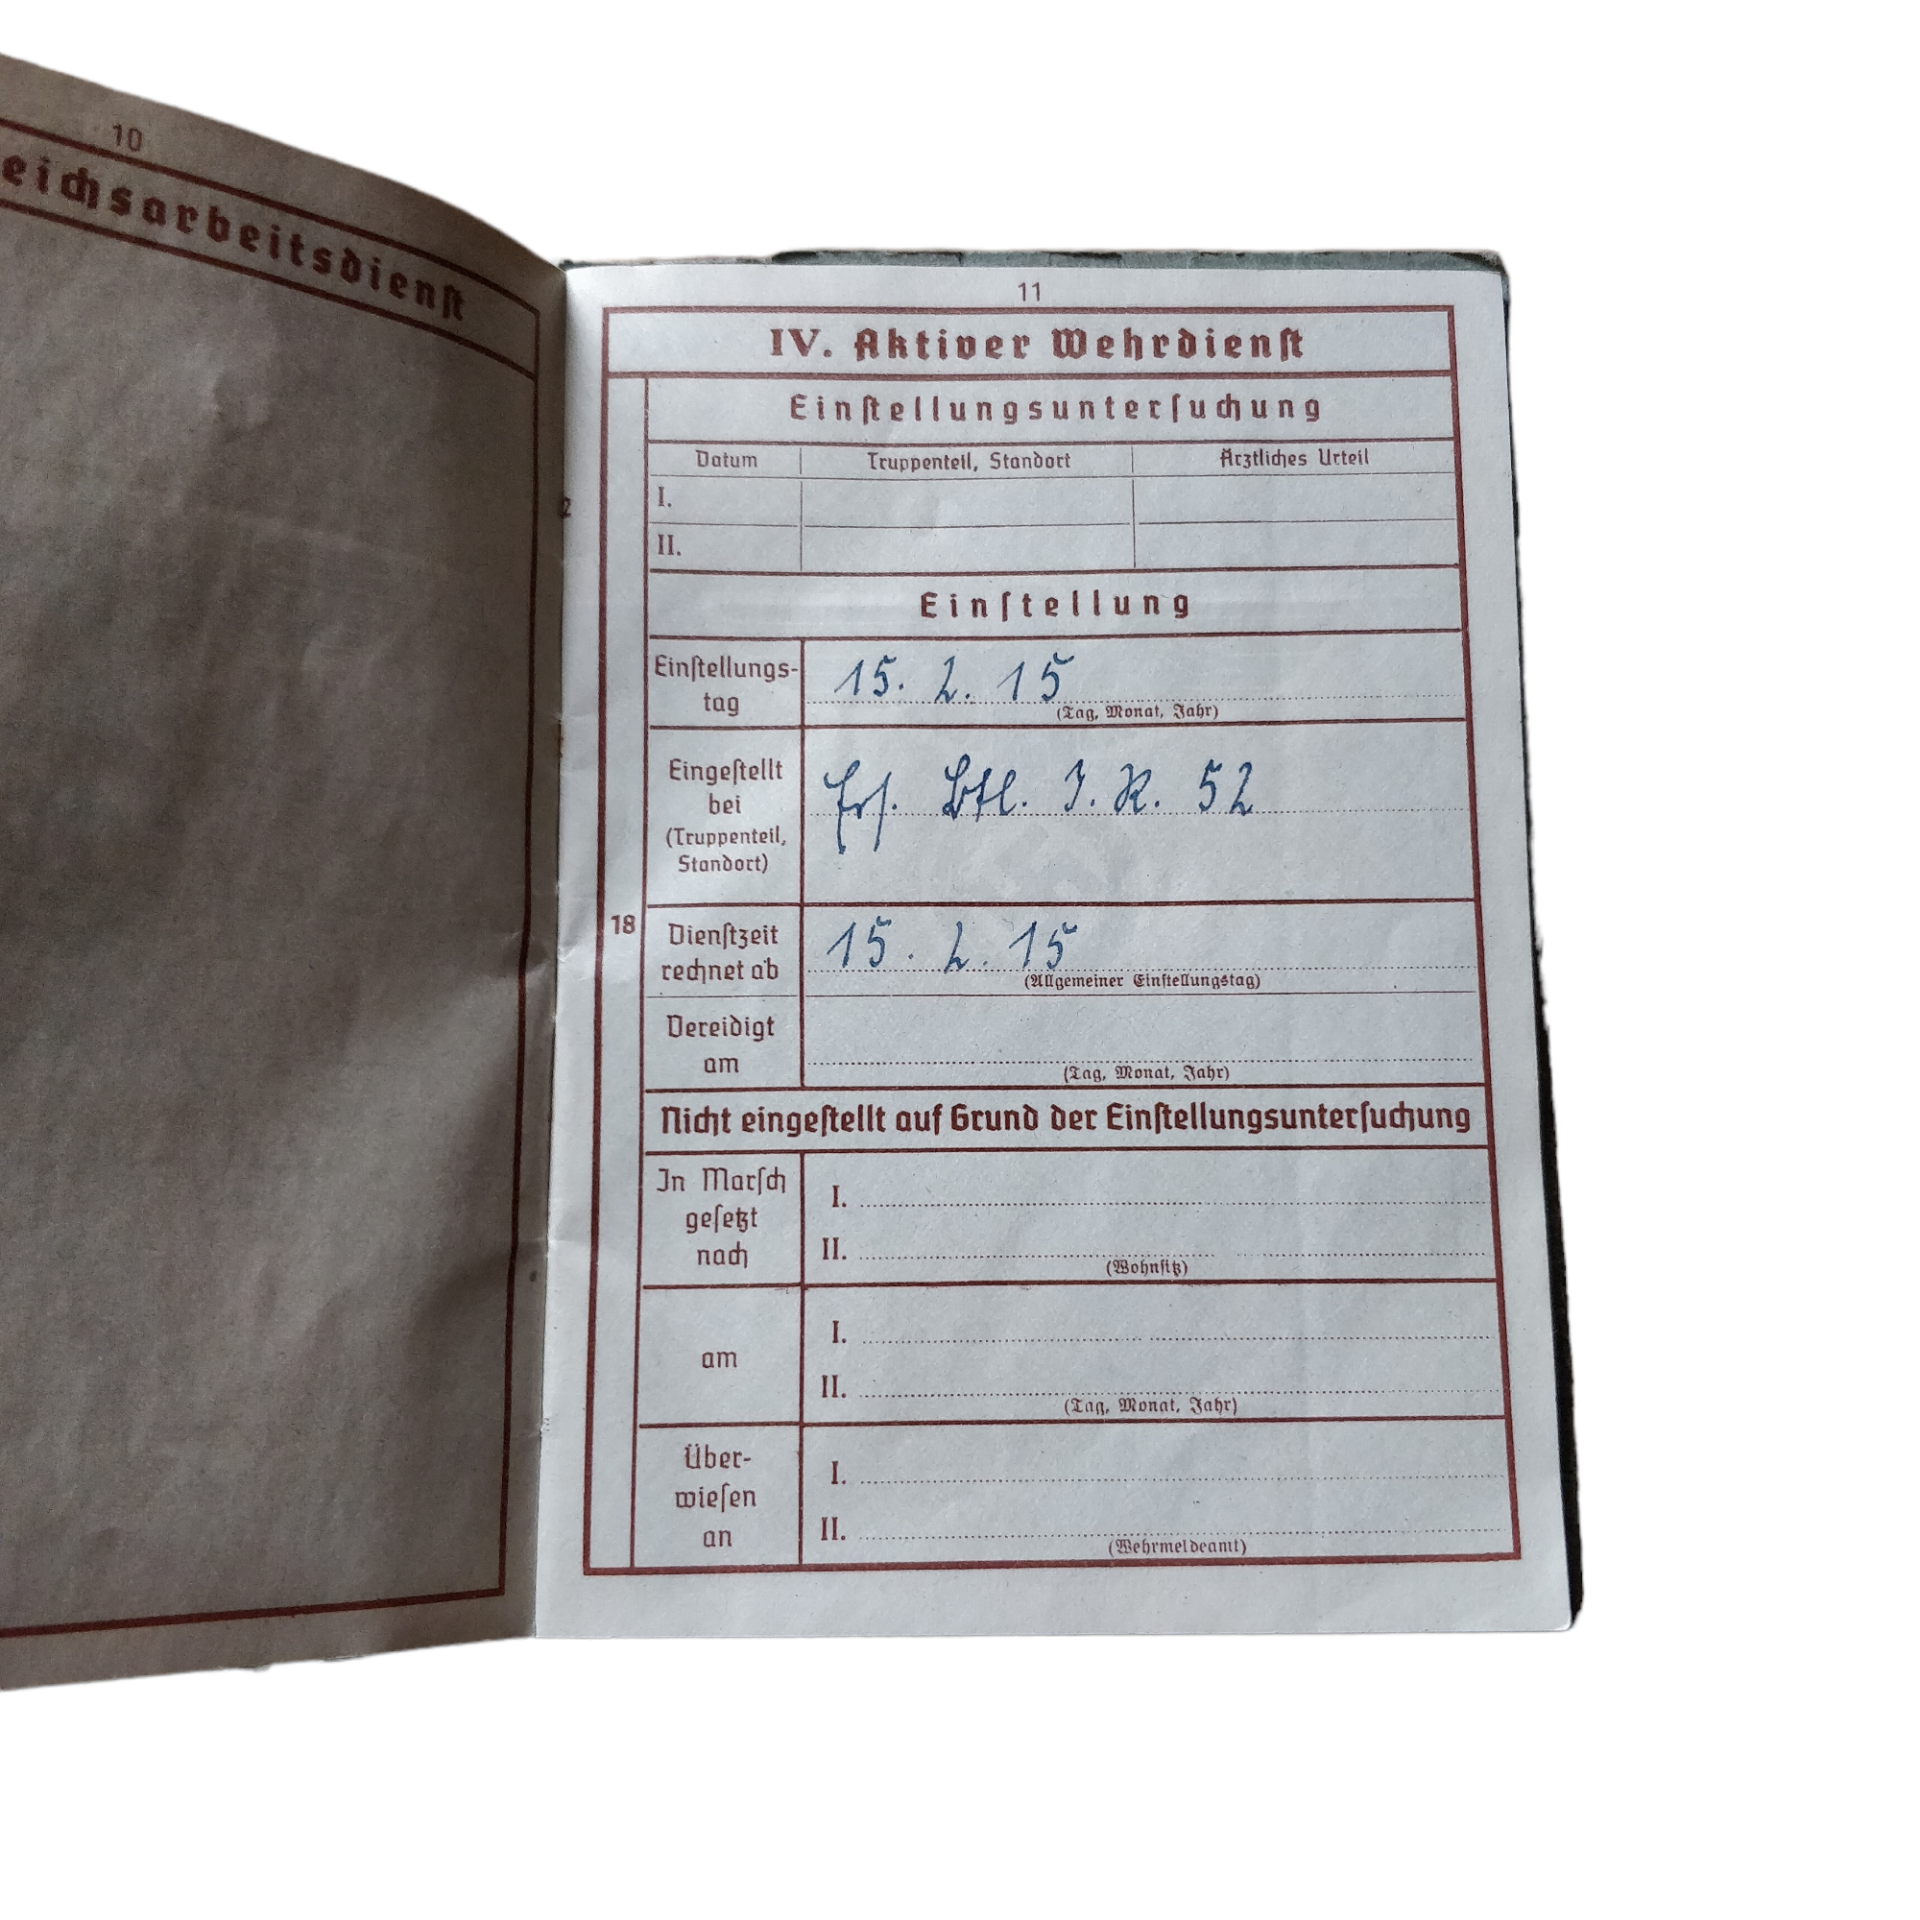 10
eichsarbeitsdienst
11
IV. Aktiver Wehrdienst
Einstellungsuntersuchung
Datum Truppenteil, Standort Ärztliches Urteil
I.
II.
Einstellung
Einstellungs-
tag
15. 2. 15
(Tag, Monat, Jahr)
Eingestellt
bei
(Truppenteil,
Standort)
Ers. Btl. I. R. 52
18
Dienstzeit
rechnet ab
15. 2. 15
(Allgemeiner Einstellungstag)
Vereidigt
am
(Tag, Monat, Jahr)
Nicht eingestellt auf Grund der Einstellungsuntersuchung
In Marsch
gesetzt
nach
I.
II.
(Wohnsitz)
am
I.
II.
(Tag, Monat, Jahr)
Über-
wiesen
an
I.
II.
(Wehrmeldeamt)